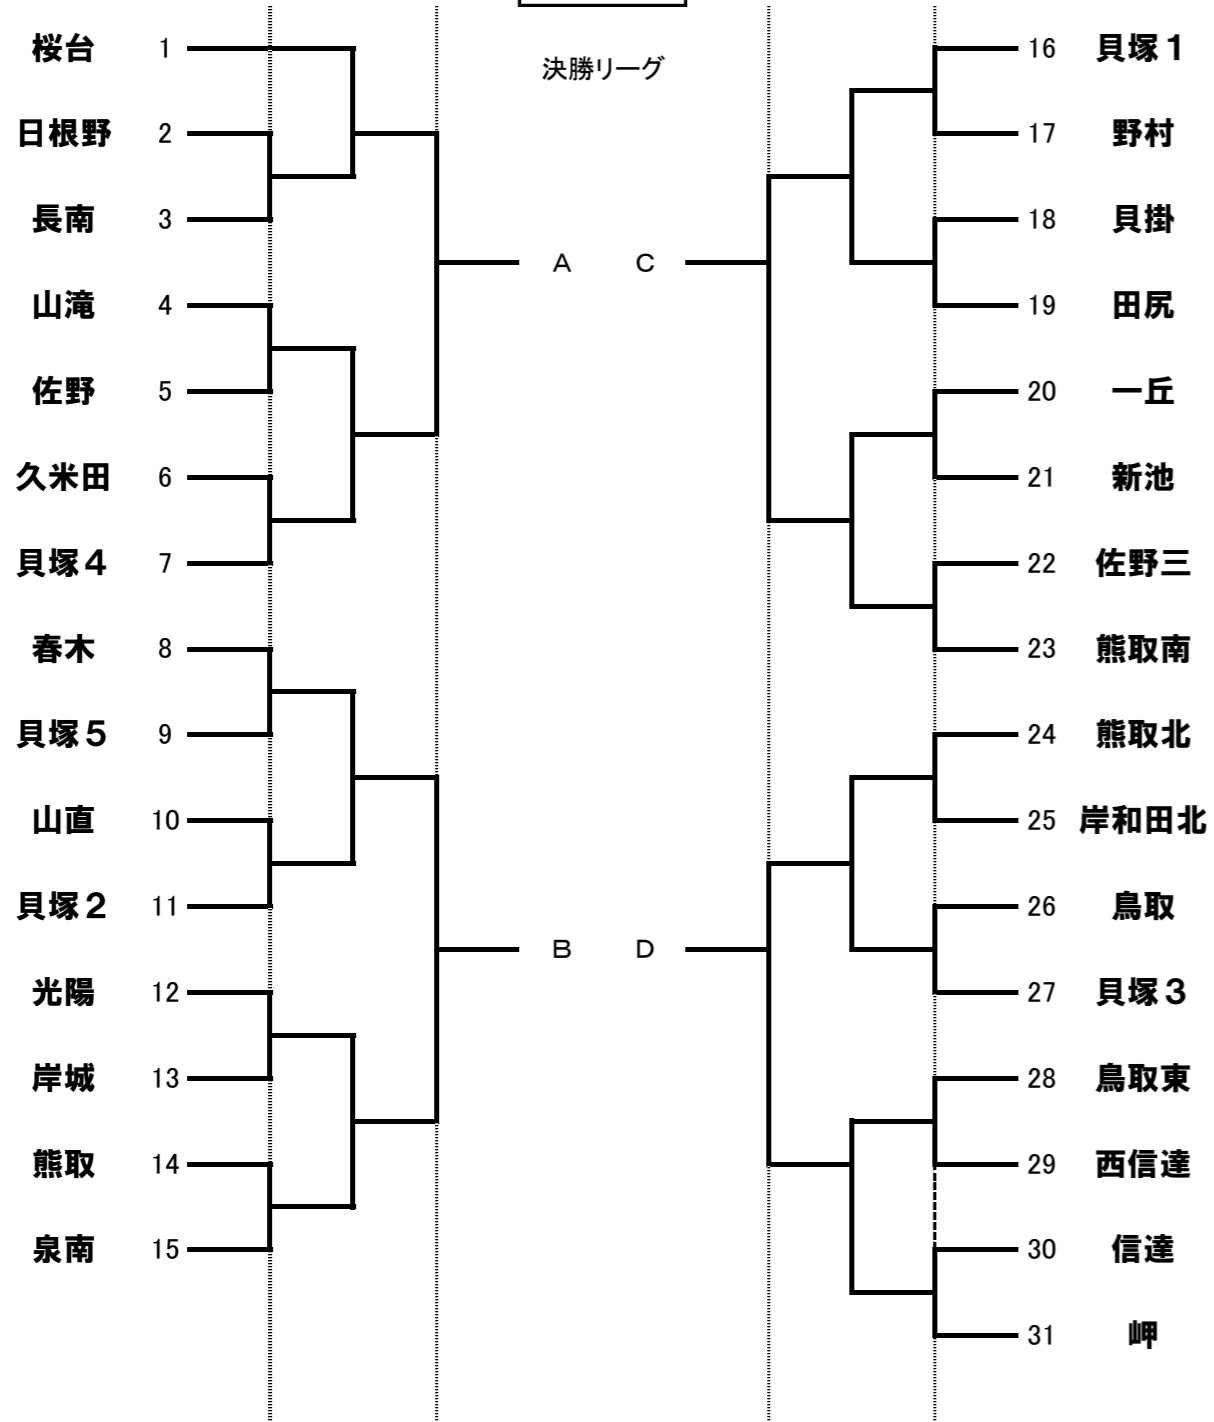 決勝リーグ
桜台 1
日根野 2
長南 3
山滝 4
佐野 5
久米田 6
貝塚4 7
春木 8
貝塚5 9
山直 10
貝塚2 11
光陽 12
岸城 13
熊取 14
泉南 15
A C
B D
16 貝塚1
17 野村
18 貝掛
19 田尻
20 一丘
21 新池
22 佐野三
23 熊取南
24 熊取北
25 岸和田北
26 鳥取
27 貝塚3
28 鳥取東
29 西信達
30 信達
31 岬